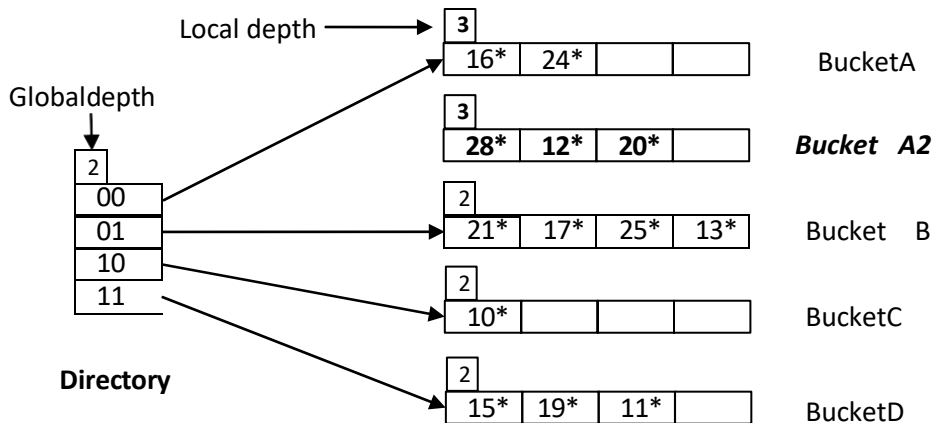 Local depth
3
16* 24*
BucketA
Globaldepth
3
28* 12* 20*
Bucket A2
2
00
01
10
11
2
21* 17* 25* 13*
Bucket B
2
10*
BucketC
Directory
2
15* 19* 11*
BucketD